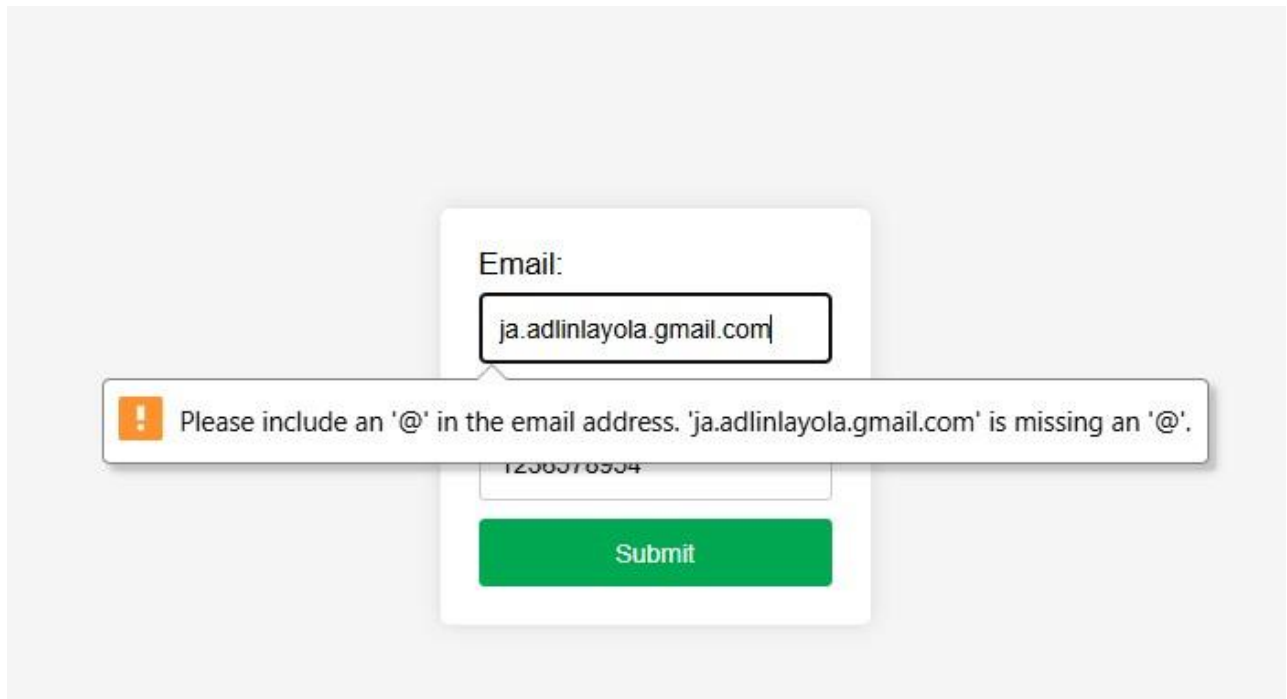 Email:
ja.adlinlayola.gmail.com
Please include an '@' in the email address. 'ja.adlinlayola.gmail.com' is missing an '@'.
Submit